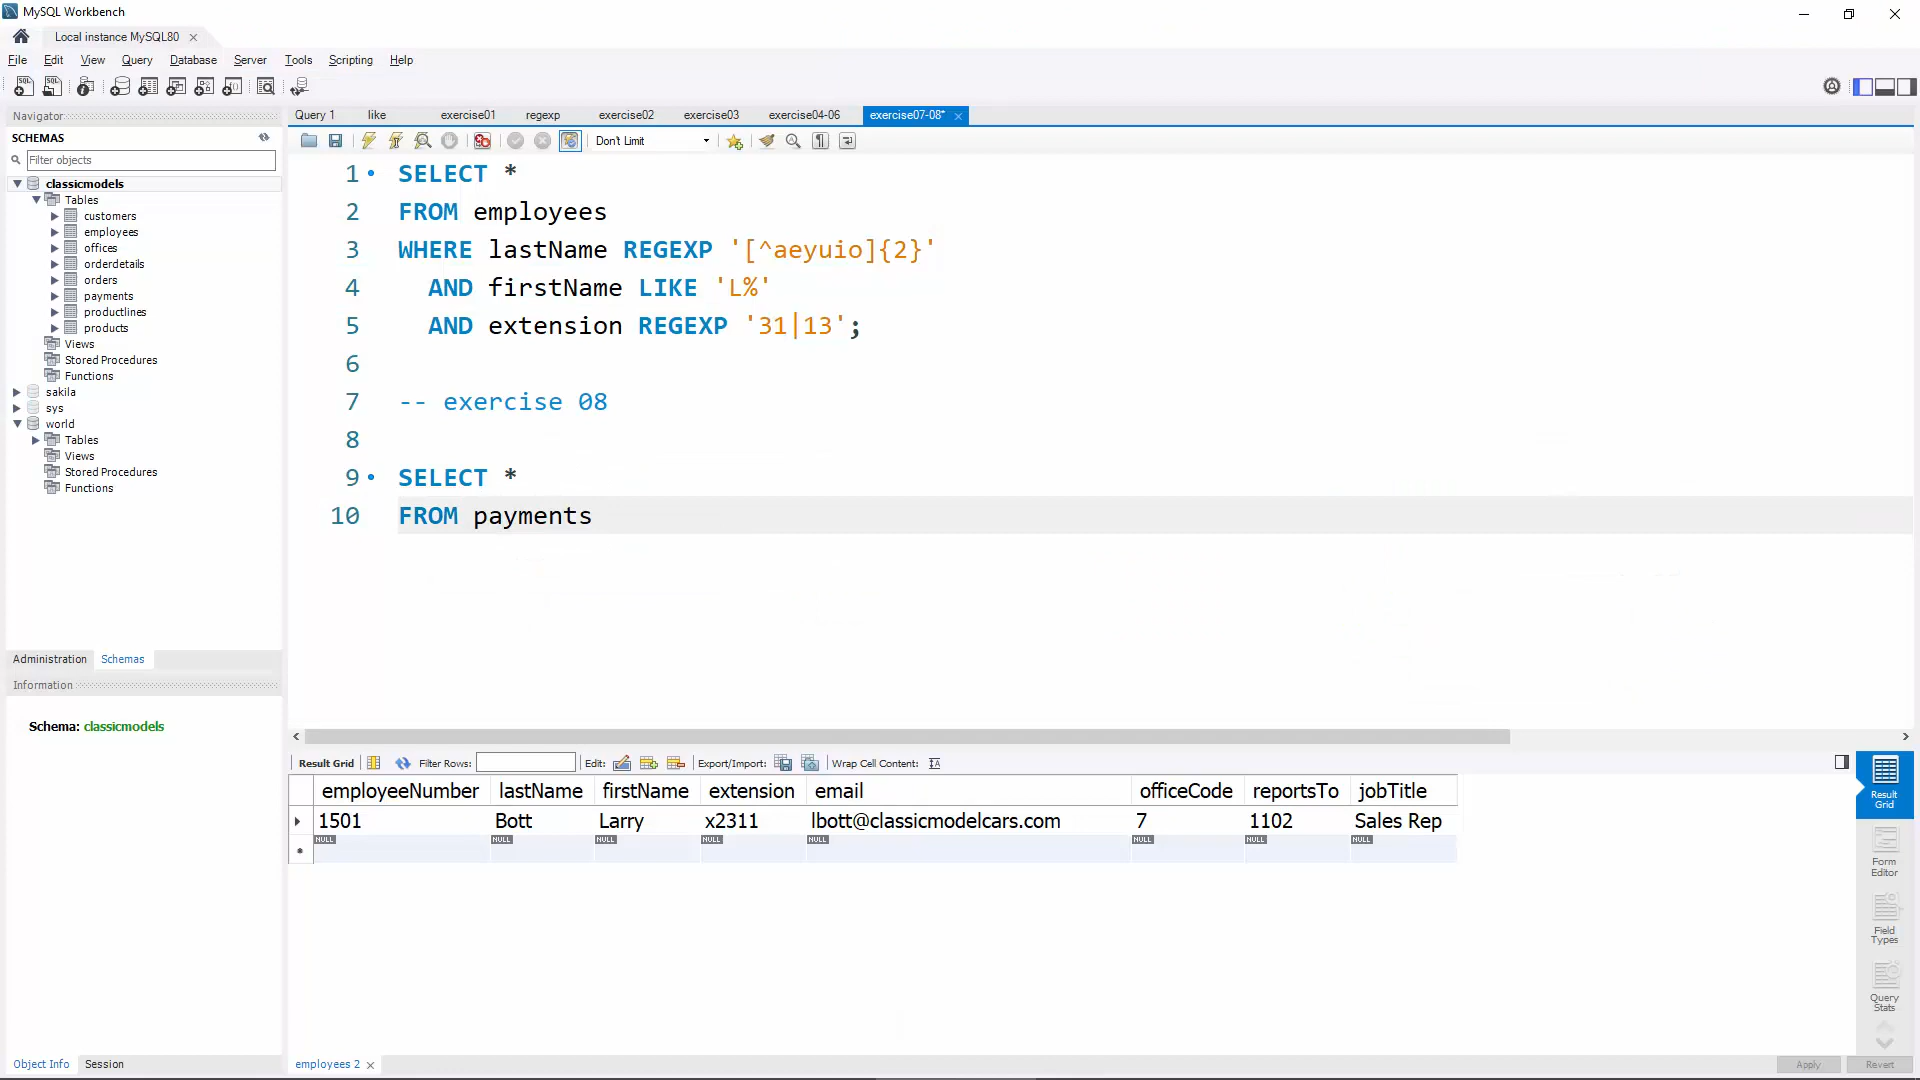 MySQL Workbench
Local instance MySQL80
File Edit View Query Database Server Tools Scripting Help
Navigator
SCHEMAS
Filter objects
classicmodels
Tables
customers
employees
offices
orderdetails
orders
payments
productlines
products
Views
Stored Procedures
Functions
sakila
sys
world
Tables
Views
Stored Procedures
Functions
Administration Schemas
Information
Schema: classicmodels
Object Info Session
Query 1 like exercise01 regexp exercise02 exercise03 exercise04-06 exercise07-08*
Don't Limit
1 SELECT *
2 FROM employees
3 WHERE lastName REGEXP '[^aeyuio]{2}'
4 AND firstName LIKE 'L%'
5 AND extension REGEXP '31|13';
6
7 -- exercise 08
8
9 SELECT *
10 FROM payments
Result Grid Filter Rows: Edit: Export/Import: Wrap Cell Content:
employeeNumber lastName firstName extension email officeCode reportsTo jobTitle
1501 Bott Larry x2311 lbott@classicmodelcars.com 7 1102 Sales Rep
NULL NULL NULL NULL NULL NULL NULL NULL
Result
Grid
Form
Editor
Field
Types
Query
Stats
employees 2
Apply Revert